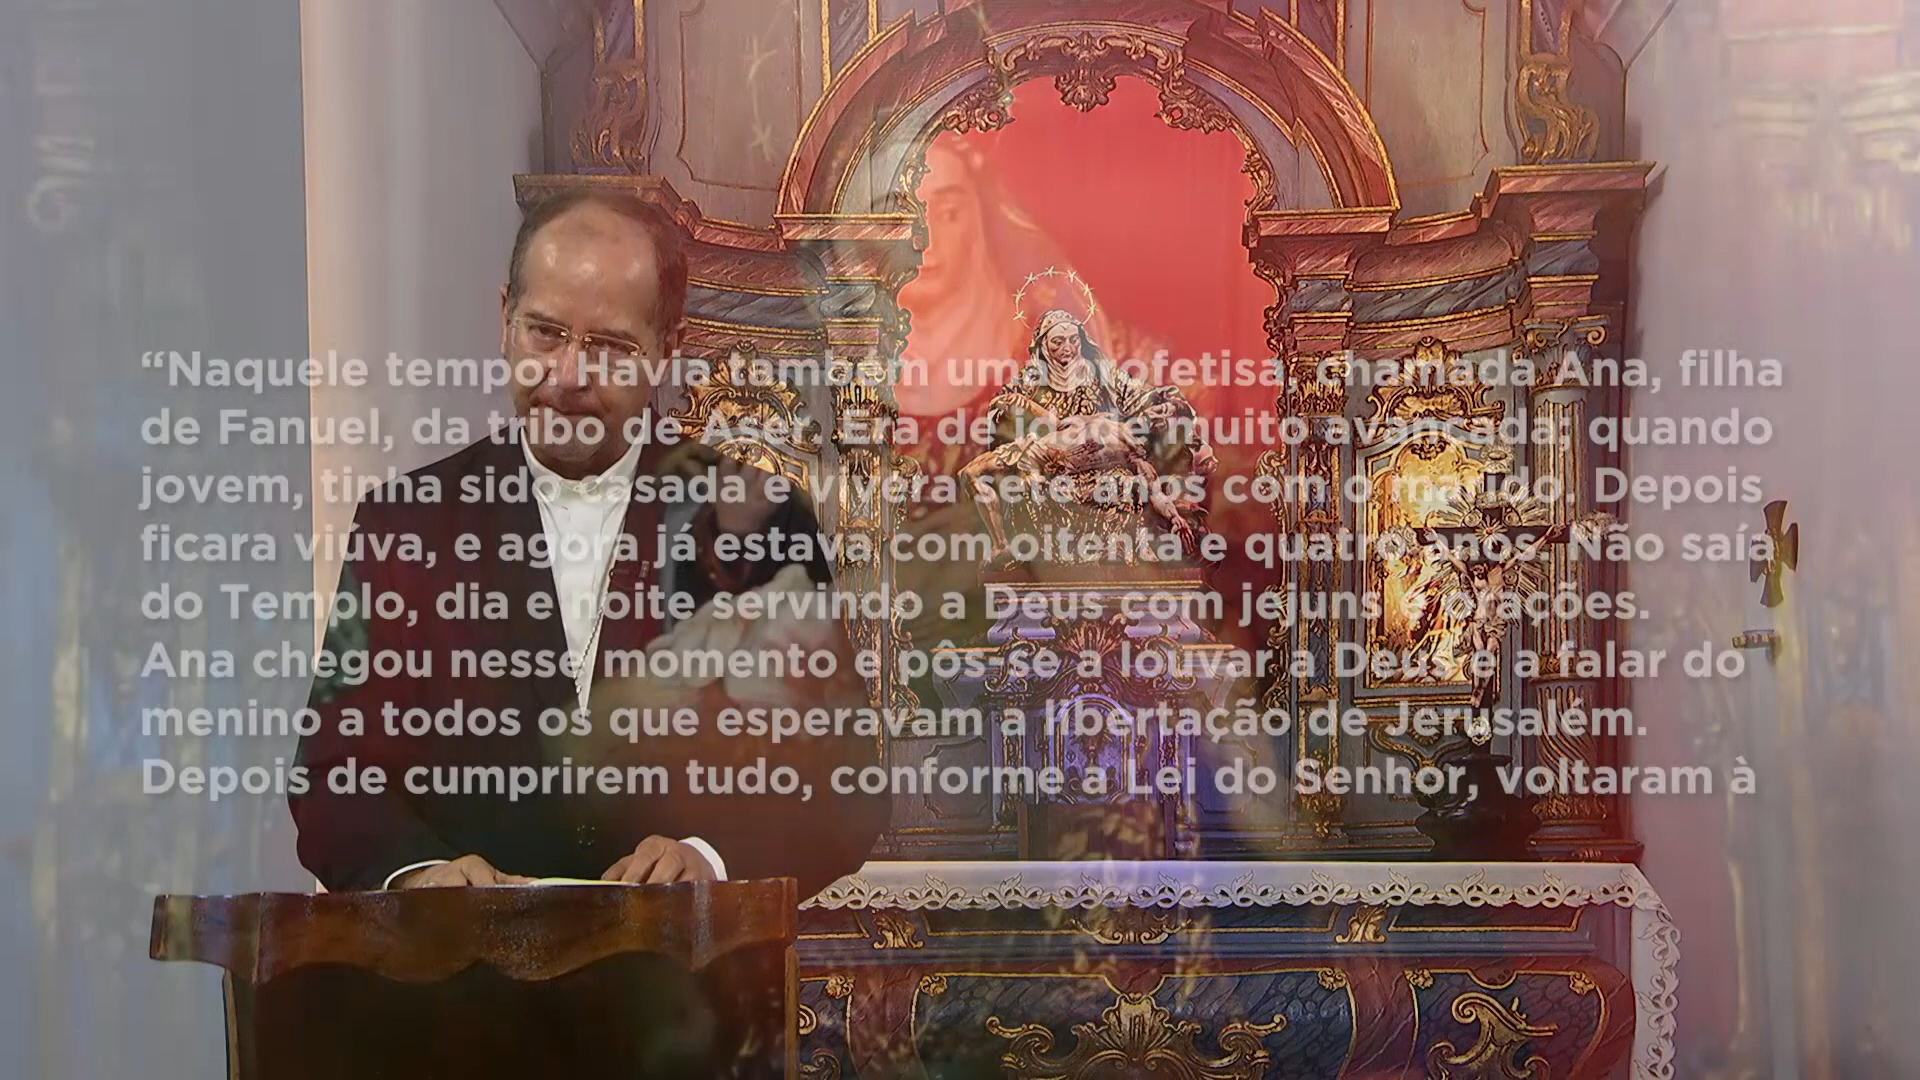 “Naquele tempo, Havia também uma profetisa, chamada Ana, filha
de Fanuel, da tribo de Aser. Era de idade muito avançada; quando
jovem, tinha sido casada e vivera sete anos com o marido. Depois
ficara viúva, e agora já estava com oitenta e quatro anos. Não saía
do Templo, dia e noite servindo a Deus com jejuns e orações.
Ana chegou nesse momento e pôs-se a louvar a Deus e a falar do
menino a todos os que esperavam a libertação de Jerusalém.
Depois de cumprirem tudo, conforme a Lei do Senhor, voltaram à